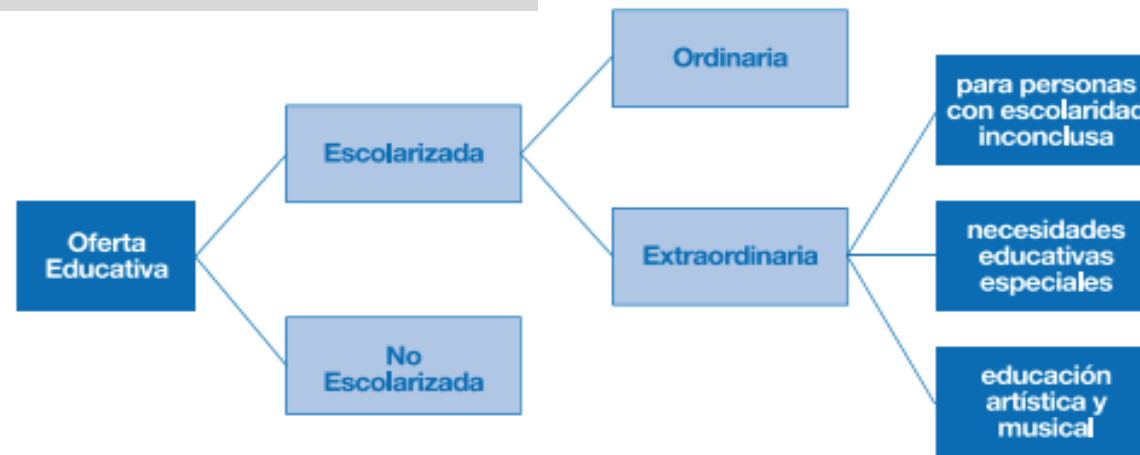 Oferta
Educativa
Escolarizada
No
Escolarizada
Ordinaria
Extraordinaria
para personas
con escolaridad
inconclusa
necesidades
educativas
especiales
educación
artística y
musical